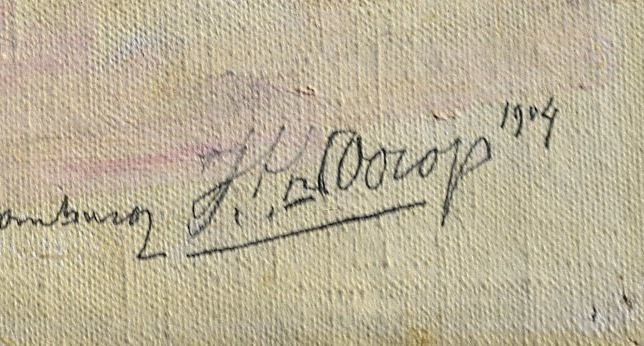 omburg J. Th. Toorop 1904